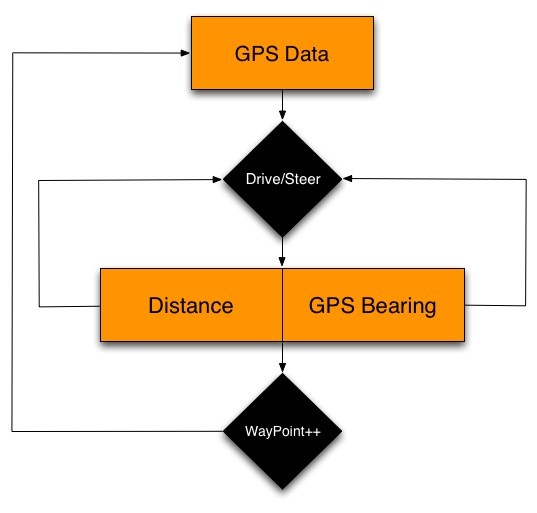 GPS Data
Drive/Steer
Distance
GPS Bearing
WayPoint++